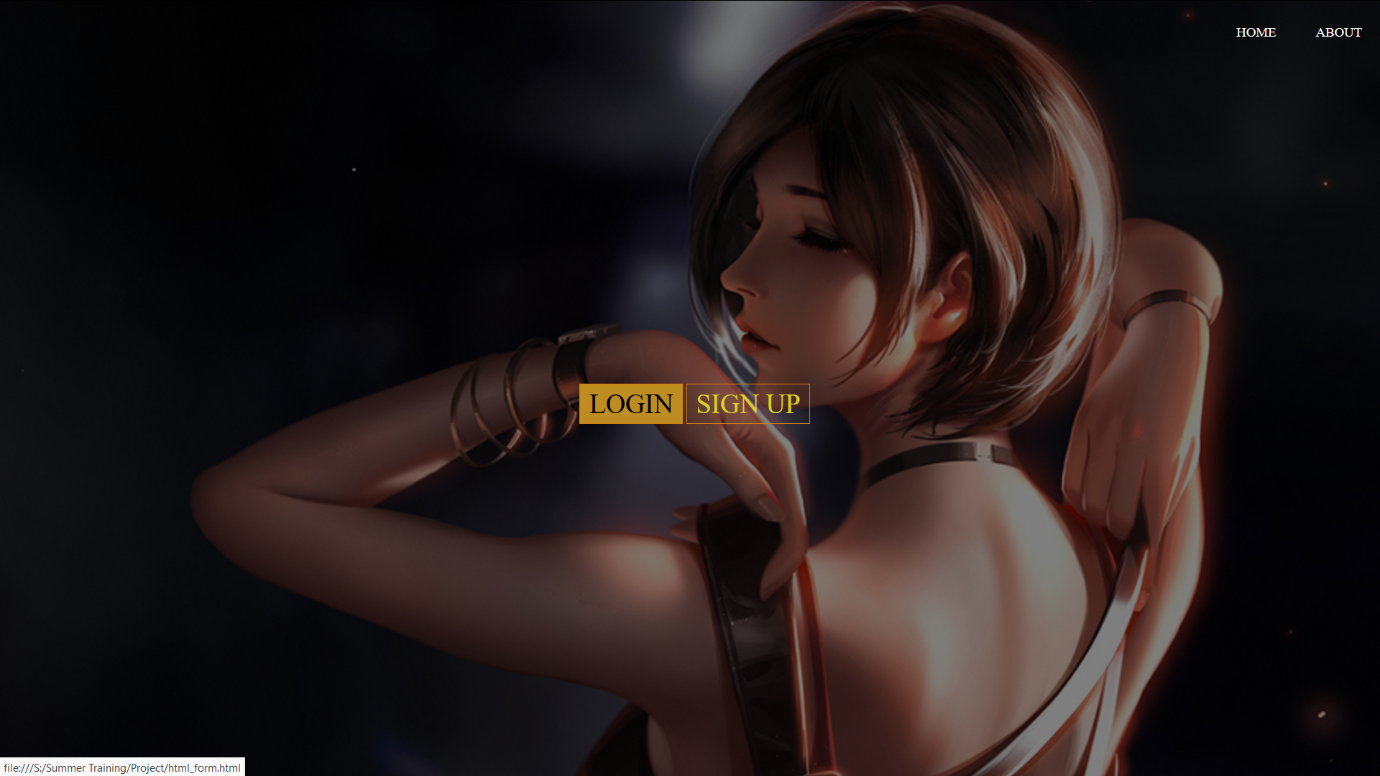 HOME ABOUT
LOGIN SIGN UP
file:///S:/Summer Training/Project/html_form.html